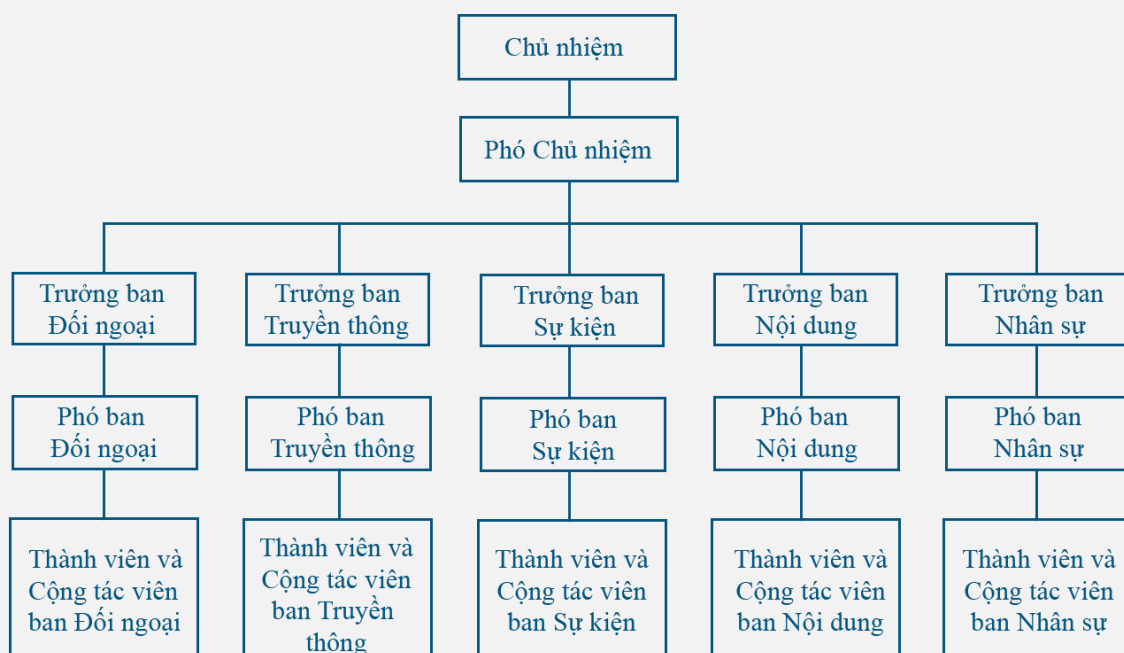 Chủ nhiệm
Phó Chủ nhiệm
Trưởng ban
Đối ngoại
Trưởng ban
Truyền thông
Trưởng ban
Sự kiện
Trưởng ban
Nội dung
Trưởng ban
Nhân sự
Phó ban
Đối ngoại
Phó ban
Truyền thông
Phó ban
Sự kiện
Phó ban
Nội dung
Phó ban
Nhân sự
Thành viên và
Cộng tác viên
ban Đối ngoại
Thành viên và
Cộng tác viên
ban Truyền
thông
Thành viên và
Cộng tác viên
ban Sự kiện
Thành viên và
Cộng tác viên
ban Nội dung
Thành viên và
Cộng tác viên
ban Nhân sự